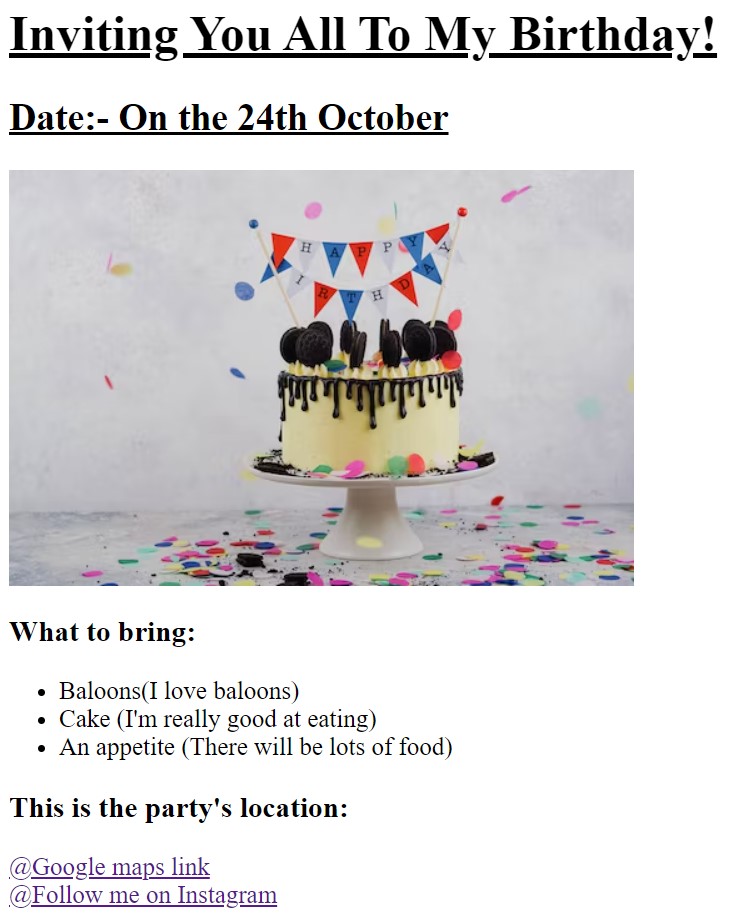 Inviting You All To My Birthday!
Date:- On the 24th October
HAPPY
BIRTHDAY
What to bring:
Baloons(I love baloons)
Cake (I'm really good at eating)
An appetite (There will be lots of food)
This is the party's location:
@Google maps link
@Follow me on Instagram